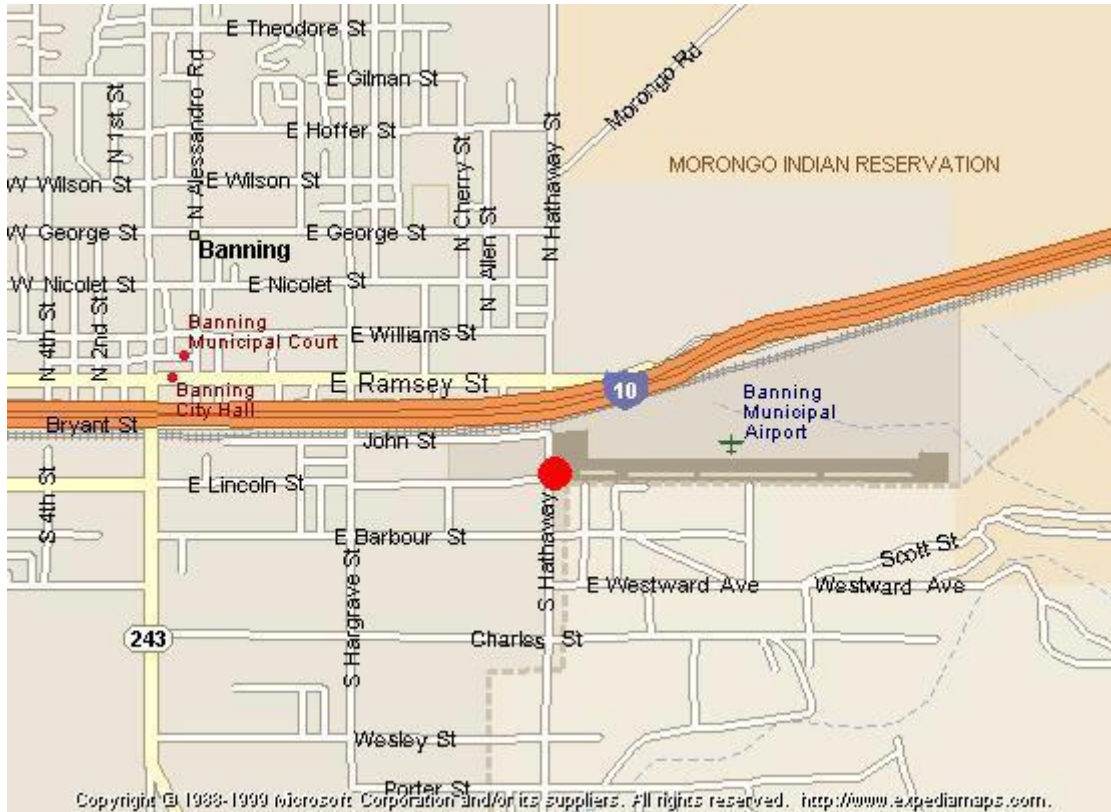 E Theodore St
E Gilman St
N 1st St
N Alessandro Rd
E Hoffer St
Morongo Rd
N Hathaway St
MORONGO INDIAN RESERVATION
W Wilson St
E Wilson St
N Cherry St
W George St
E George St
Banning
N Allen St
W Nicolet St
E Nicolet St
Banning
Municipal Court
E Williams St
N 4th St
N 2nd St
E Ramsey St
10
Banning
City Hall
Banning
Municipal
Airport
Bryant St
John St
E Lincoln St
S 4th St
E Barbour St
S Hathaway
Scott St
E Westward Ave
Westward Ave
S Hargrave St
243
Charles St
Wesley St
Porter St
Copyright © 1988-1999 Microsoft Corporation and/or its suppliers. All rights reserved. http://www.expediamaps.com.